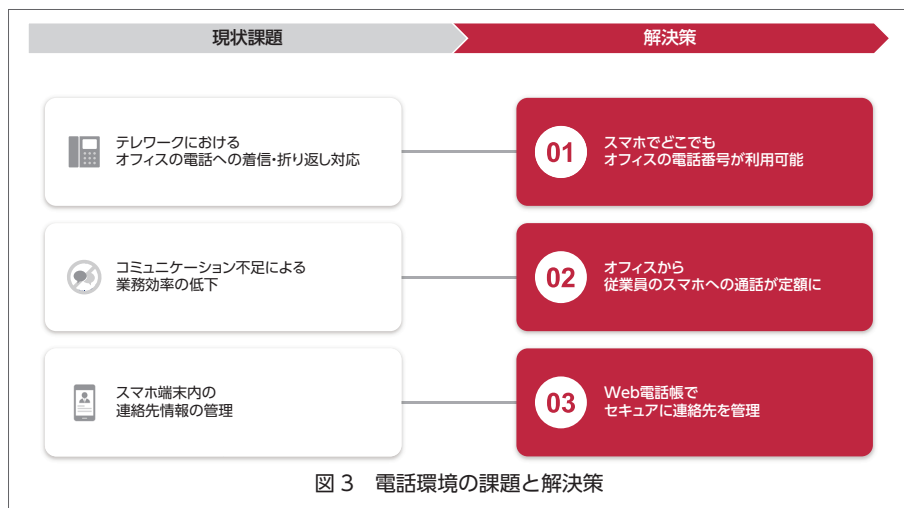 現状課題
解決策
テレワークにおける
オフィスの電話への着信・折り返し対応
01
スマホでどこでも
オフィスの電話番号が利用可能
コミュニケーション不足による
業務効率の低下
02
オフィスから
従業員のスマホへの通話が定額に
スマホ端末内の
連絡先情報の管理
03
Web電話帳で
セキュアに連絡先を管理
図3 電話環境の課題と解決策